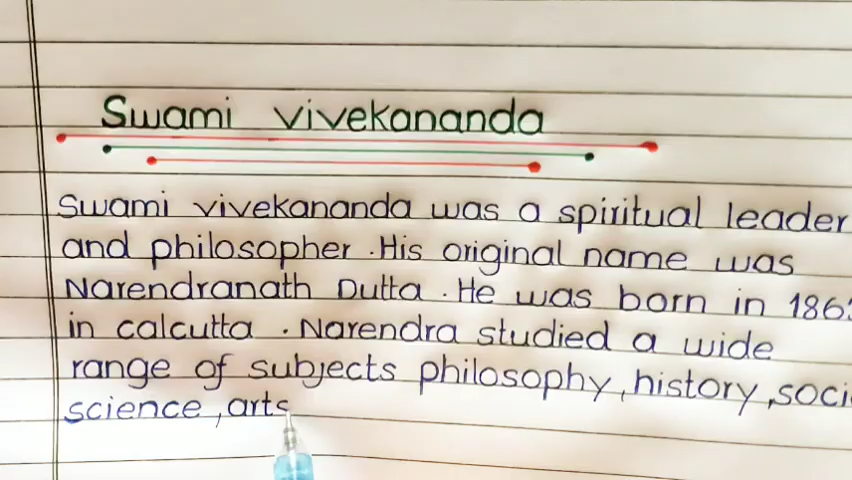 Swami vivekananda
Swami vivekananda was a spiritual leader
and philosopher . His original name was
Narendranath Dutta . He was born in
in calcutta . Narendra studied a wide
range of subjects philosophy , history ,
science , arts